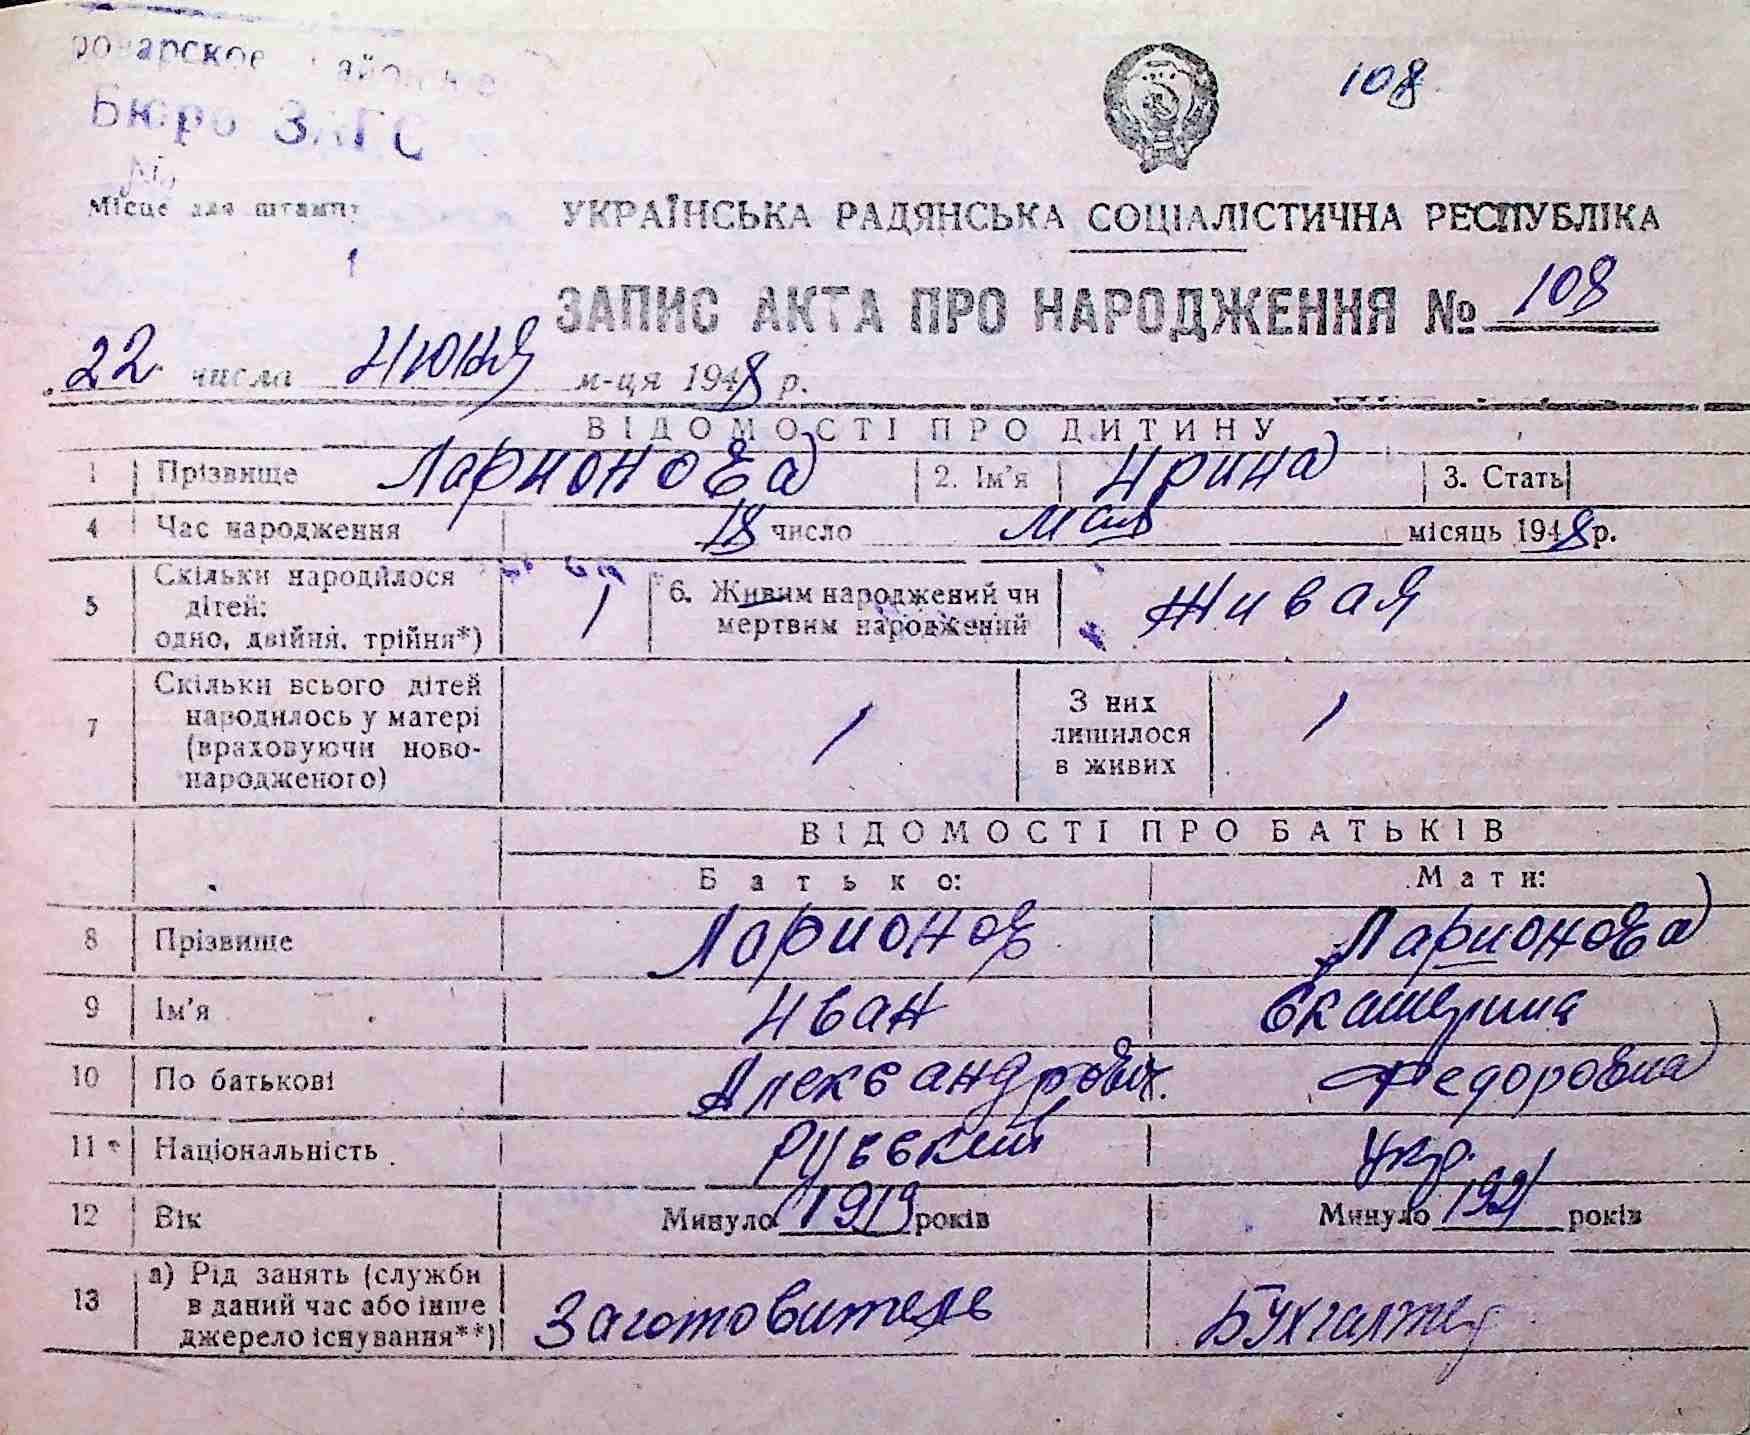 108
Бюро ЗАГС
Місце для штампу
УКРАЇНСЬКА РАДЯНСЬКА СОЦІАЛІСТИЧНА РЕСПУБЛІКА
ЗАПИС АКТА ПРО НАРОДЖЕННЯ № 108
22 числа Июня м-ця 1948 р.
ВІДОМОСТІ ПРО ДИТИНУ
1 Прізвище Ларионова 2. Ім'я Ирина 3. Стать
4 Час народження 18 число мая місяць 1948 р.
5 Скільки народилося дітей: одно, двійня, трійня*) 1 6. Живим народжений чи мертвим народжений Живая
7 Скільки всього дітей народилось у матері (враховуючи новонародженого) 1 З них лишилося в живих 1
ВІДОМОСТІ ПРО БАТЬКІВ
Батько: Мати:
8 Прізвище Ларионов Ларионова
9 Ім'я Иван Екатерина
10 По батькові Александрович. Федоровна
11 Національність Русский Укр.
12 Вік Минуло 1919 років Минуло 1921 років
13 а) Рід занять (служби в даний час або інше джерело існування**) Заготовитель Бухгалтер